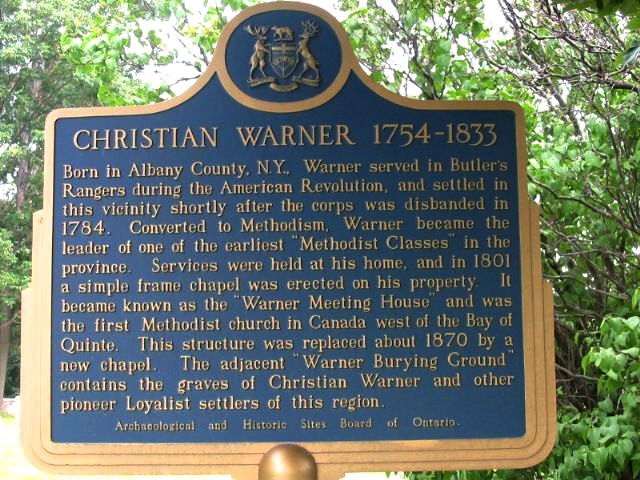 CHRISTIAN WARNER 1754-1833
Born in Albany County, N.Y., Warner served in Butler's
Rangers during the American Revolution, and settled in
this vicinity shortly after the corps was disbanded in
1784. Converted to Methodism, Warner became the
leader of one of the earliest "Methodist Classes" in the
province. Services were held at his home, and in 1801
a simple frame chapel was erected on his property. It
became known as the "Warner Meeting House" and was
the first Methodist church in Canada west of the Bay of
Quinte. This structure was replaced about 1870 by a
new chapel. The adjacent "Warner Burying Ground"
contains the graves of Christian Warner and other
pioneer Loyalist settlers of this region.
Archaeological and Historic Sites Board of Ontario.